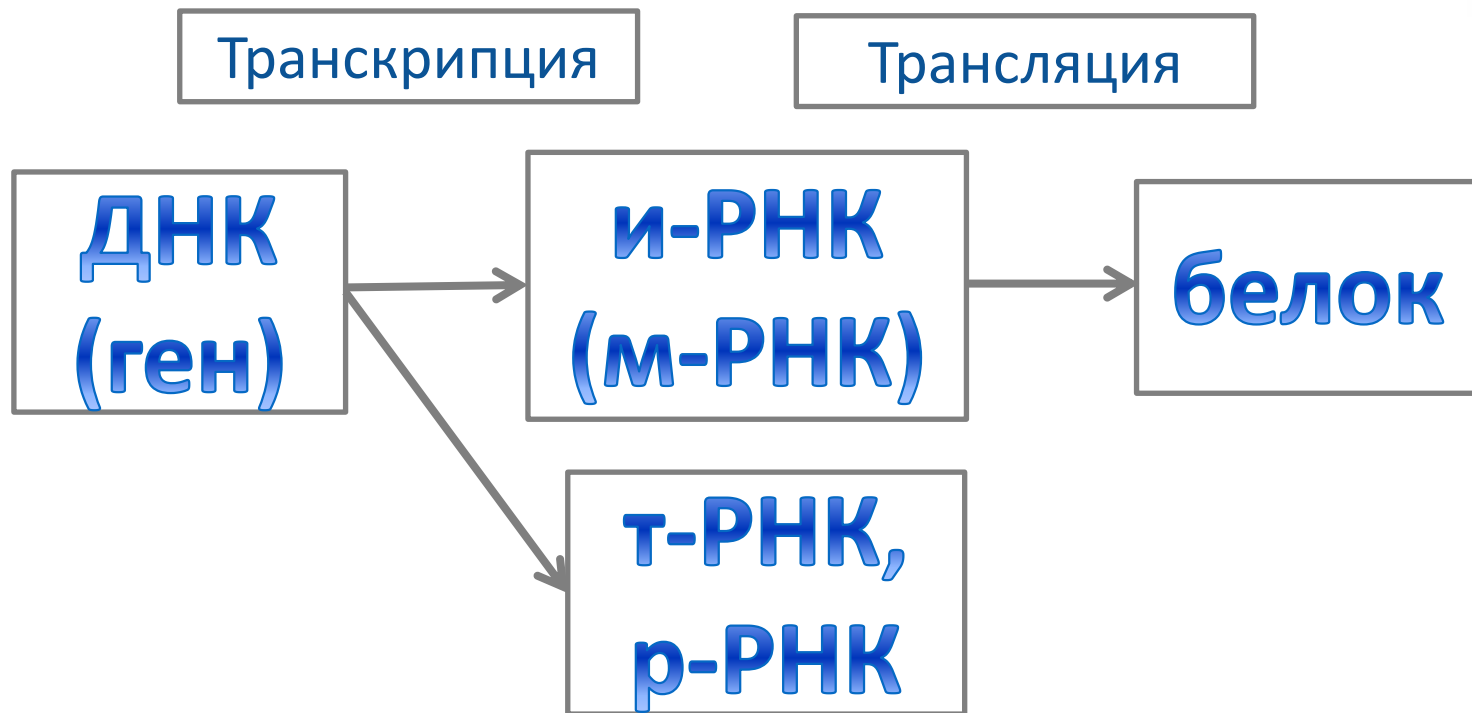 Транскрипция
Трансляция
ДНК
(ген)
и-РНК
(м-РНК)
белок
т-РНК,
р-РНК